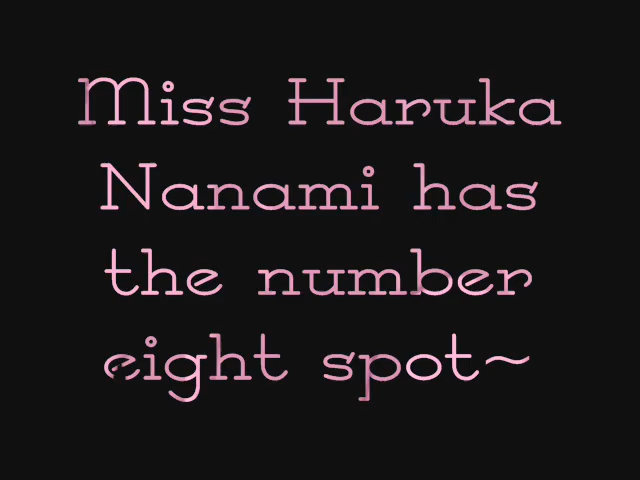 Miss Haruka
Nanami has
the number
eight spot~